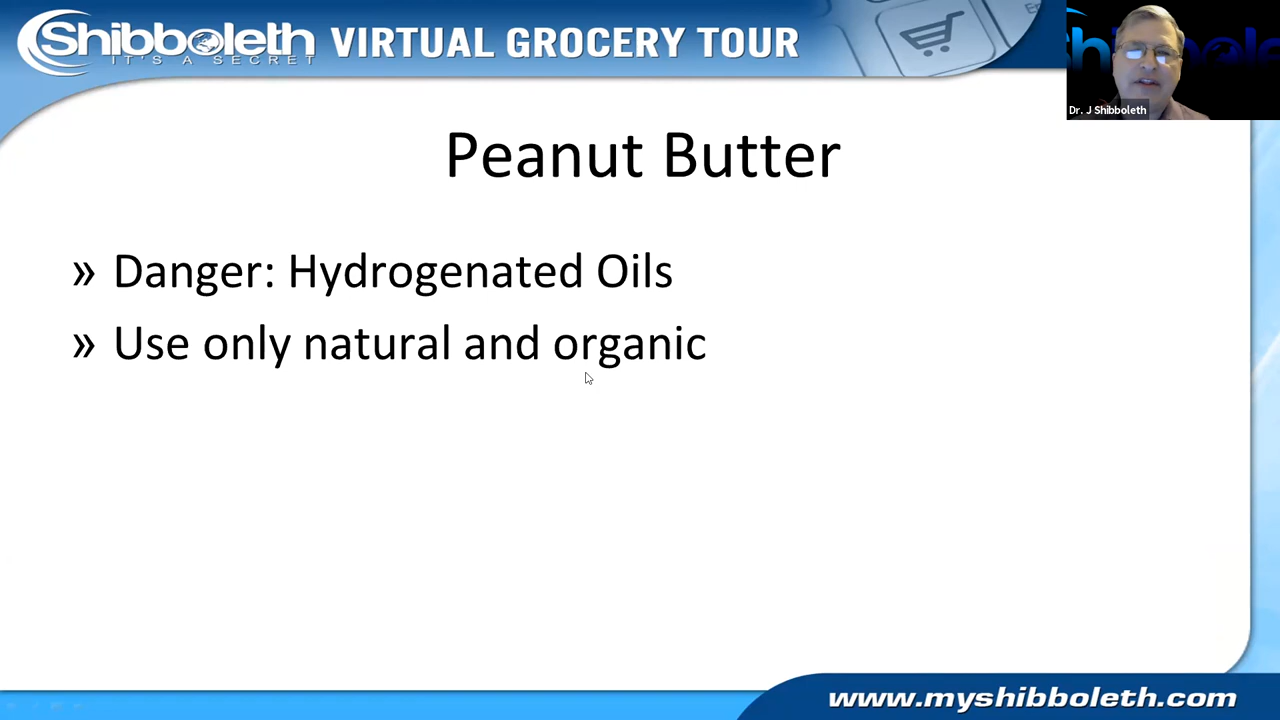 Shibboleth VIRTUAL GROCERY TOUR
IT'S A SECRET
Dr. J Shibboleth
Peanut Butter
» Danger: Hydrogenated Oils
» Use only natural and organic
www.myshibboleth.com